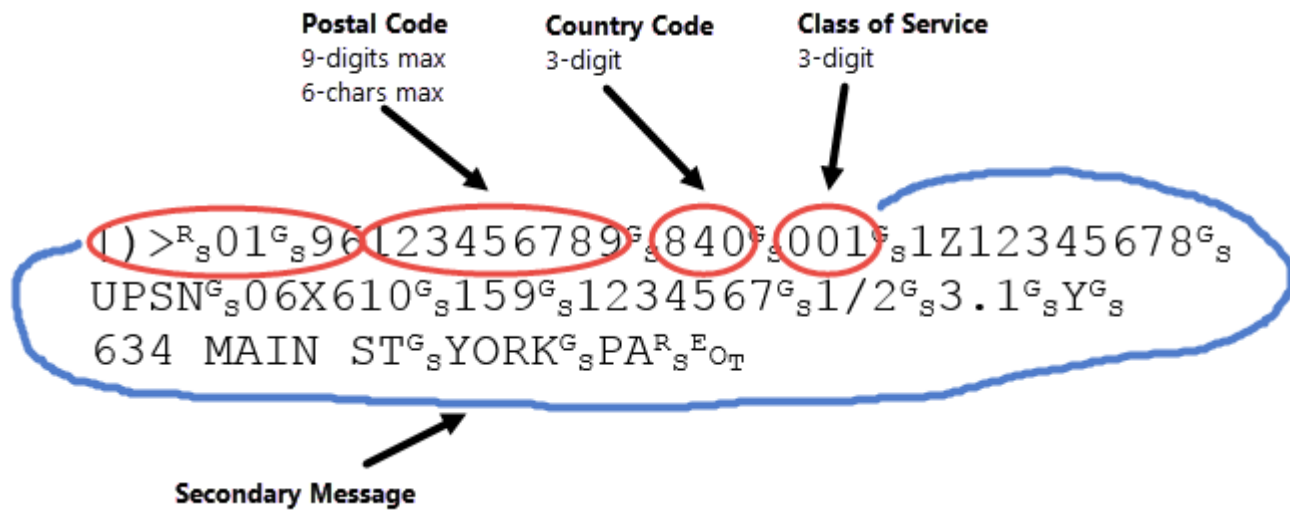 Postal Code
9-digits max
6-chars max
Country Code
3-digit
Class of Service
3-digit
[)>ᴿS01ᴳS96123456789ᴳS840ᴳS001ᴳS1Z12345678ᴳS
UPSNᴳS06X610ᴳS159ᴳS1234567ᴳS1/2ᴳS3.1ᴳSYᴳS
634 MAIN STᴳSYORKᴳSPAᴿSᴱOT
Secondary Message